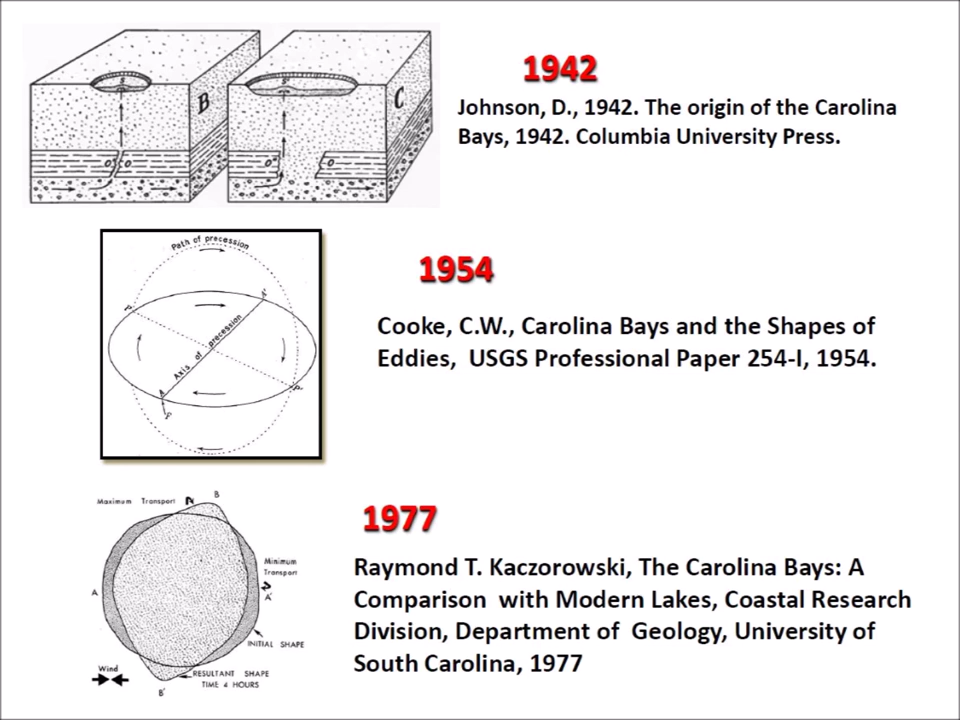 B
C
S'
S'
O'
O'
O'
1942
Johnson, D., 1942. The origin of the Carolina
Bays, 1942. Columbia University Press.
Path of precession
A'
P
Axis of precession
A
P'
1954
Cooke, C.W., Carolina Bays and the Shapes of
Eddies, USGS Professional Paper 254-I, 1954.
B
Maximum Transport
Minimum
Transport
A
A'
INITIAL SHAPE
Wind
RESULTANT SHAPE
TIME 4 HOURS
B'
1977
Raymond T. Kaczorowski, The Carolina Bays: A
Comparison with Modern Lakes, Coastal Research
Division, Department of Geology, University of
South Carolina, 1977